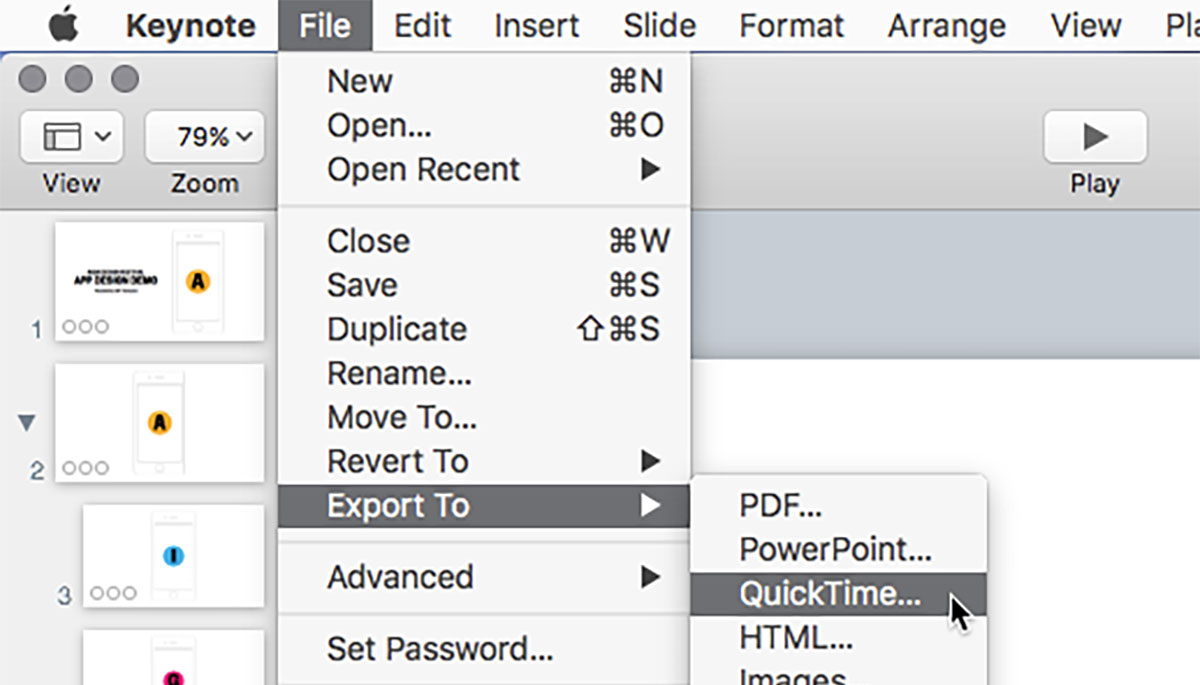 Keynote File Edit Insert Slide Format Arrange View
79%
View Zoom
Play
New ⌘N
Open... ⌘O
Open Recent ▶
Close ⌘W
Save ⌘S
Duplicate ⇧⌘S
Rename...
Move To...
Revert To ▶
Export To ▶
Advanced ▶
Set Password...
PDF...
PowerPoint...
QuickTime...
HTML...
Images
APP DESIGN DEMO
A
1
A
2
I
3
G